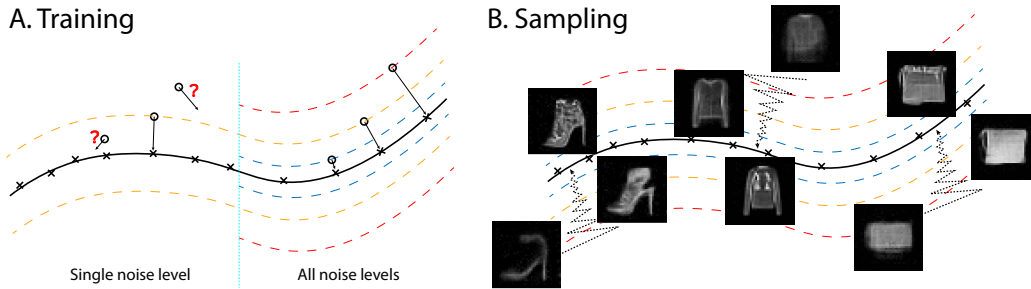 A. Training
B. Sampling
?
?
Single noise level
All noise levels